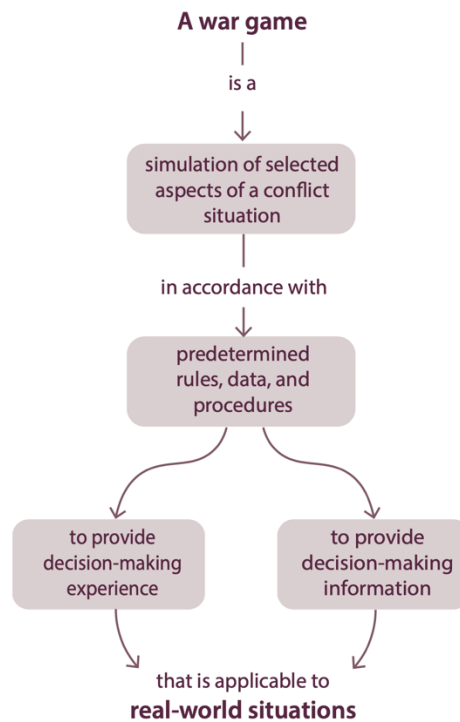 A war game
is a
simulation of selected
aspects of a conflict
situation
in accordance with
predetermined
rules, data, and
procedures
to provide
decision-making
experience
to provide
decision-making
information
that is applicable to
real-world situations